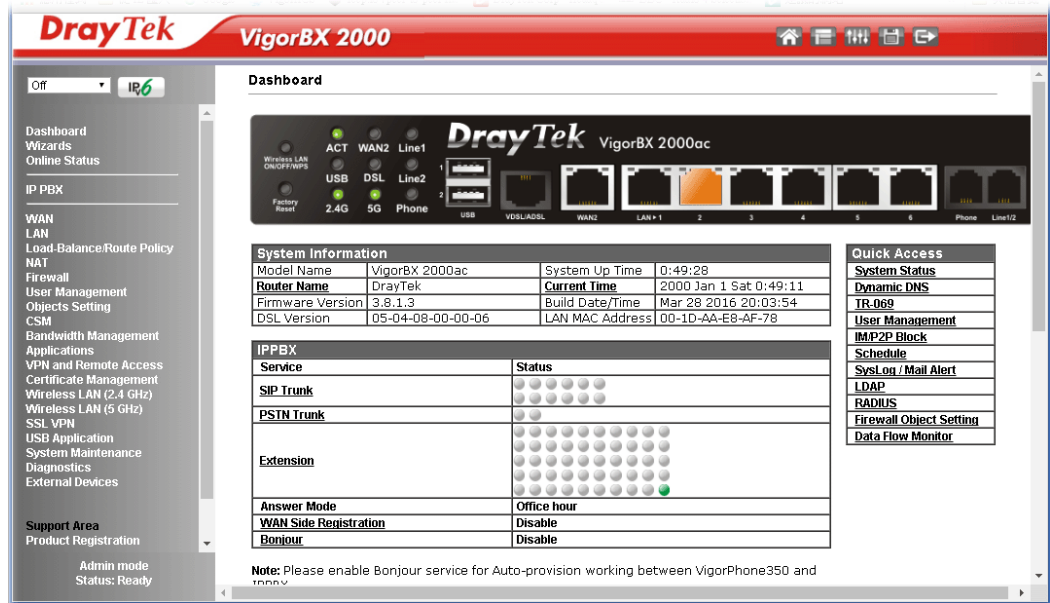 DrayTek
VigorBX 2000
Off
IPv6
Dashboard
Wizards
Online Status
IP PBX
WAN
LAN
Load-Balance/Route Policy
NAT
Firewall
User Management
Objects Setting
CSM
Bandwidth Management
Applications
VPN and Remote Access
Certificate Management
Wireless LAN (2.4 GHz)
Wireless LAN (5 GHz)
SSL VPN
USB Application
System Maintenance
Diagnostics
External Devices
Support Area
Product Registration
Admin mode
Status: Ready
Dashboard
DrayTek VigorBX 2000ac
Wireless LAN
ON/OFF/WPS
Factory
Reset
ACT WAN2 Line1
USB DSL Line2
2.4G 5G Phone
1
2
USB VDSL/ADSL WAN2 LAN 1 2 3 4 5 6 Phone Line1/2
System Information
Model Name VigorBX 2000ac System Up Time 0:49:28
Router Name DrayTek Current Time 2000 Jan 1 Sat 0:49:11
Firmware Version 3.8.1.3 Build Date/Time Mar 28 2016 20:03:54
DSL Version 05-04-08-00-00-06 LAN MAC Address 00-1D-AA-E8-AF-78
IPPBX
Service Status
SIP Trunk
PSTN Trunk
Extension
Answer Mode Office hour
WAN Side Registration Disable
Bonjour Disable
Note: Please enable Bonjour service for Auto-provision working between VigorPhone350 and
IPPBX
Quick Access
System Status
Dynamic DNS
TR-069
User Management
IM/P2P Block
Schedule
SysLog / Mail Alert
LDAP
RADIUS
Firewall Object Setting
Data Flow Monitor